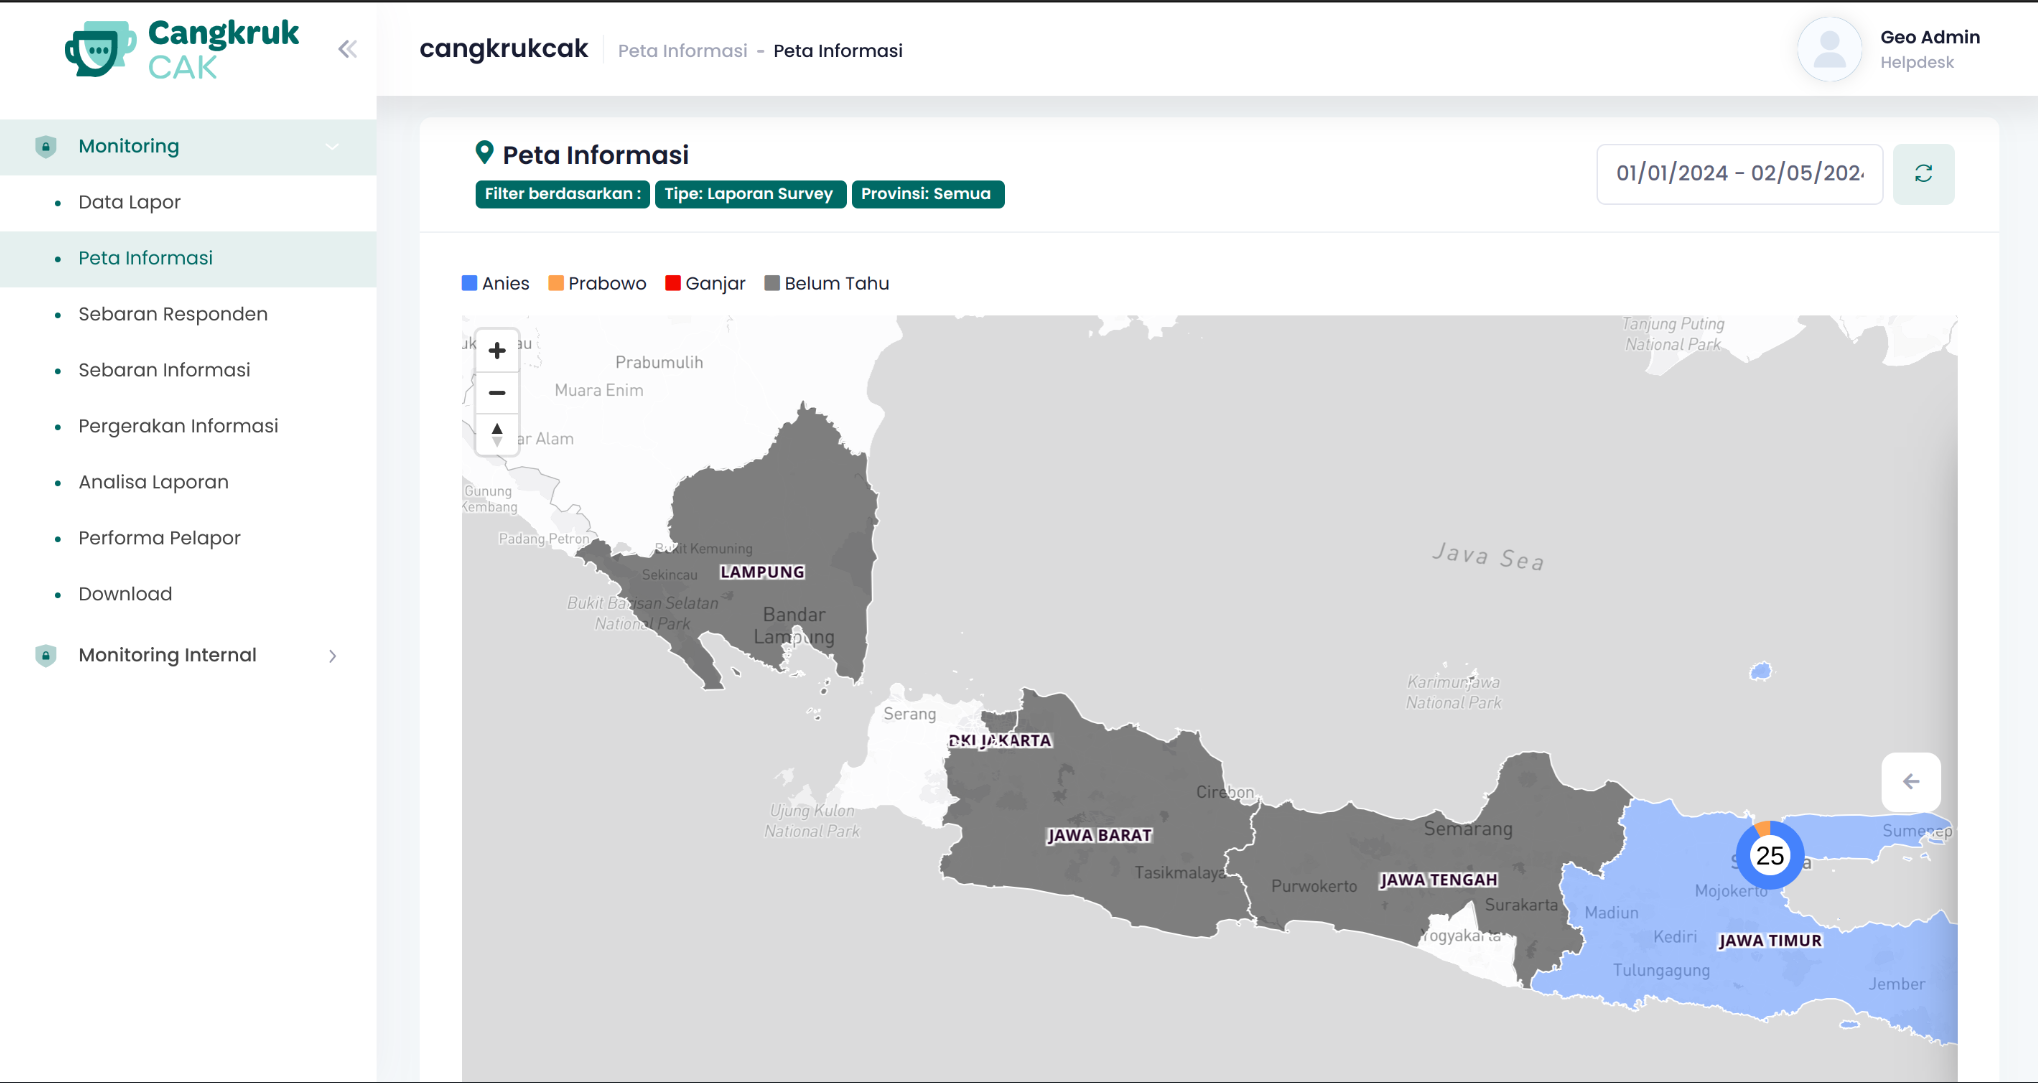 Cangkruk
CAK
cangkrukcak
Peta Informasi - Peta Informasi
Geo Admin
Helpdesk
Monitoring
Data Lapor
Peta Informasi
Sebaran Responden
Sebaran Informasi
Pergerakan Informasi
Analisa Laporan
Performa Pelapor
Download
Monitoring Internal
Peta Informasi
Filter berdasarkan :
Tipe: Laporan Survey
Provinsi: Semua
01/01/2024 - 02/05/202
Anies
Prabowo
Ganjar
Belum Tahu
Tanjung Puting
National Park
Prabumulih
Muara Enim
Alam
Gunung
Kembang
Padang Petron
Bukit Kemuning
Sekincau
LAMPUNG
Bukit Barisan Selatan
National Park
Bandar
Lampung
Java Sea
Karimunjawa
National Park
Serang
DKI JAKARTA
Ujung Kulon
National Park
Cirebon
JAWA BARAT
Tasikmalaya
Semarang
Purwokerto
JAWA TENGAH
Surakarta
Yogyakarta
Sumenep
25
Mojokerto
Madiun
Kediri
JAWA TIMUR
Tulungagung
Jember